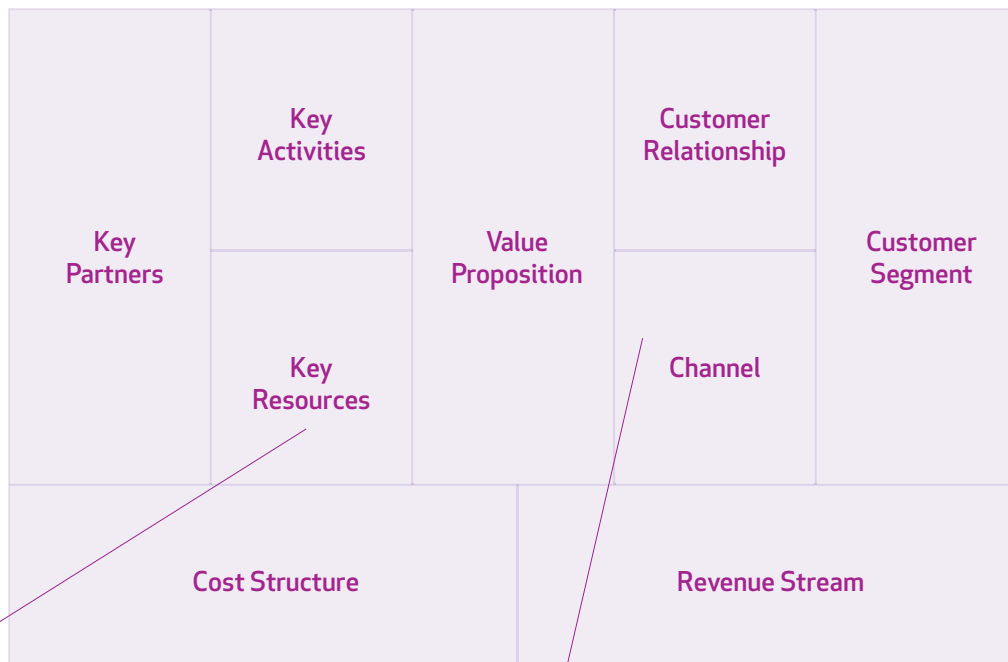 Key
Partners
Key
Activities
Key
Resources
Value
Proposition
Customer
Relationship
Channel
Customer
Segment
Cost Structure
Revenue Stream